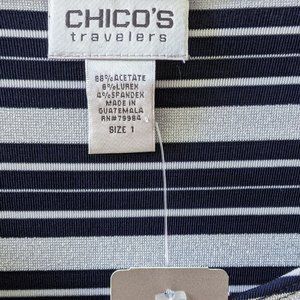 CHICO'S
travelers
88% ACETATE
8% LUREX
4% SPANDEX
MADE IN
GUATEMALA
RN#79984
SIZE 1